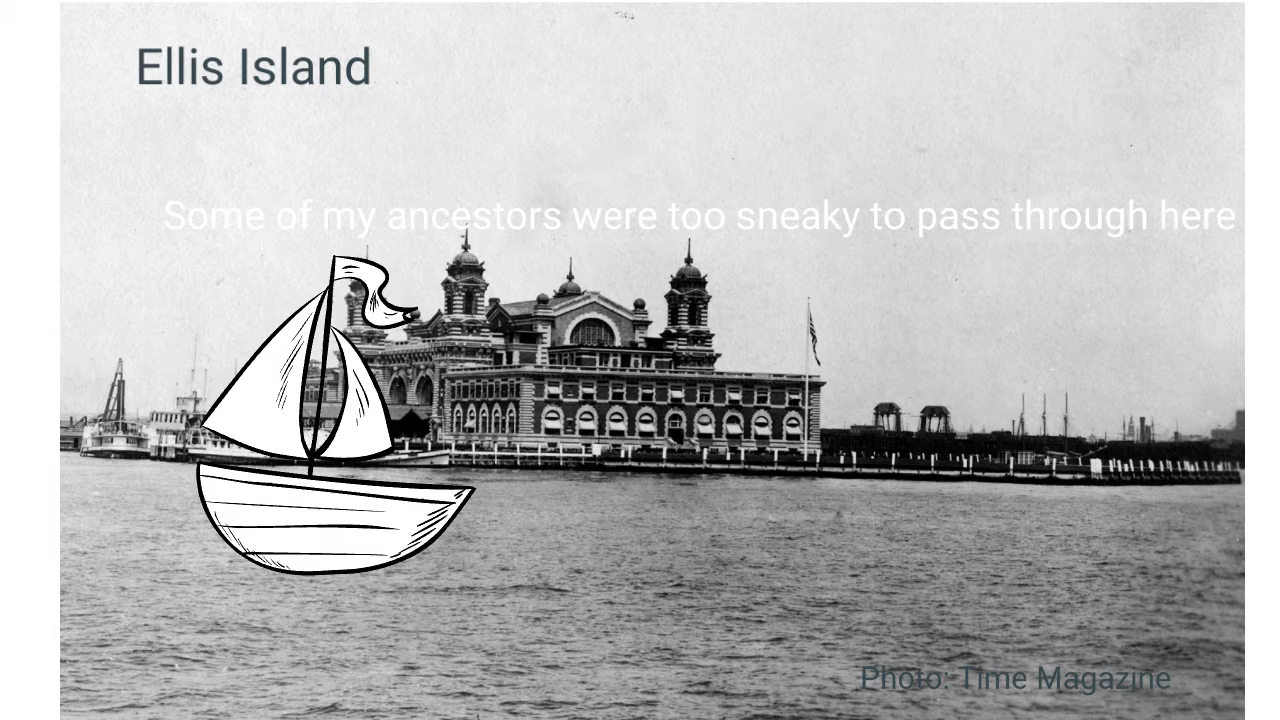 Ellis Island
Some of my ancestors were too sneaky to pass through here
Photo: Time Magazine